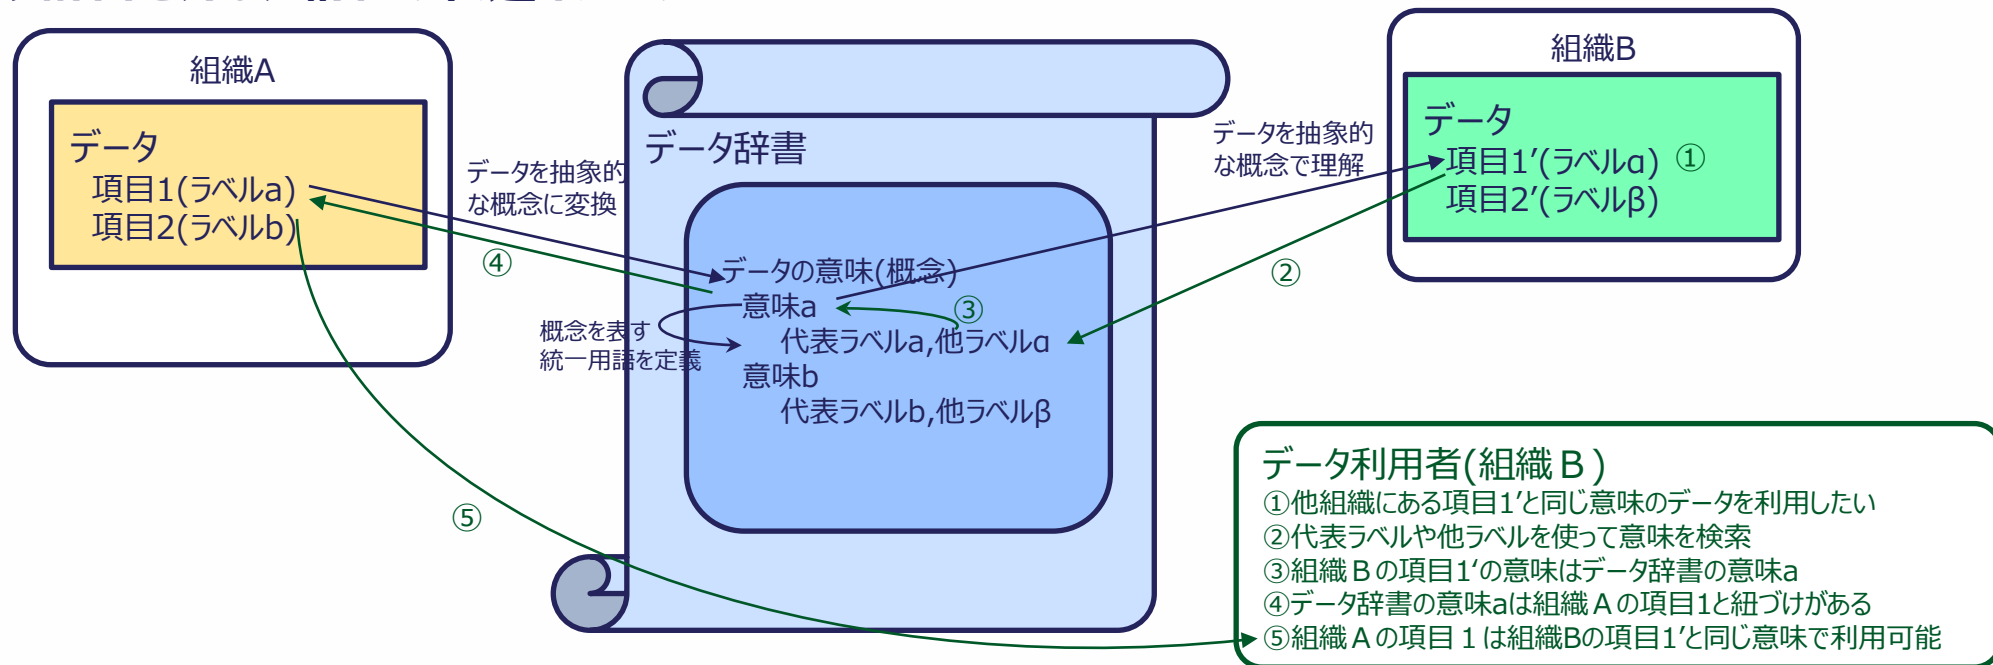 組織A
データ
項目1(ラベルa)
項目2(ラベルb)
データを抽象的
な概念に変換
④
⑤
データ辞書
データの意味(概念)
意味a
③
代表ラベルa,他ラベルα
意味b
代表ラベルb,他ラベルβ
概念を表す
統一用語を定義
データを抽象的
な概念で理解
②
組織B
データ
項目1’(ラベルα) ①
項目2’(ラベルβ)
データ利用者(組織B)
①他組織にある項目1’と同じ意味のデータを利用したい
②代表ラベルや他ラベルを使って意味を検索
③組織Bの項目1‘の意味はデータ辞書の意味a
④データ辞書の意味aは組織Aの項目1と紐づけがある
⑤組織Aの項目1は組織Bの項目1’と同じ意味で利用可能